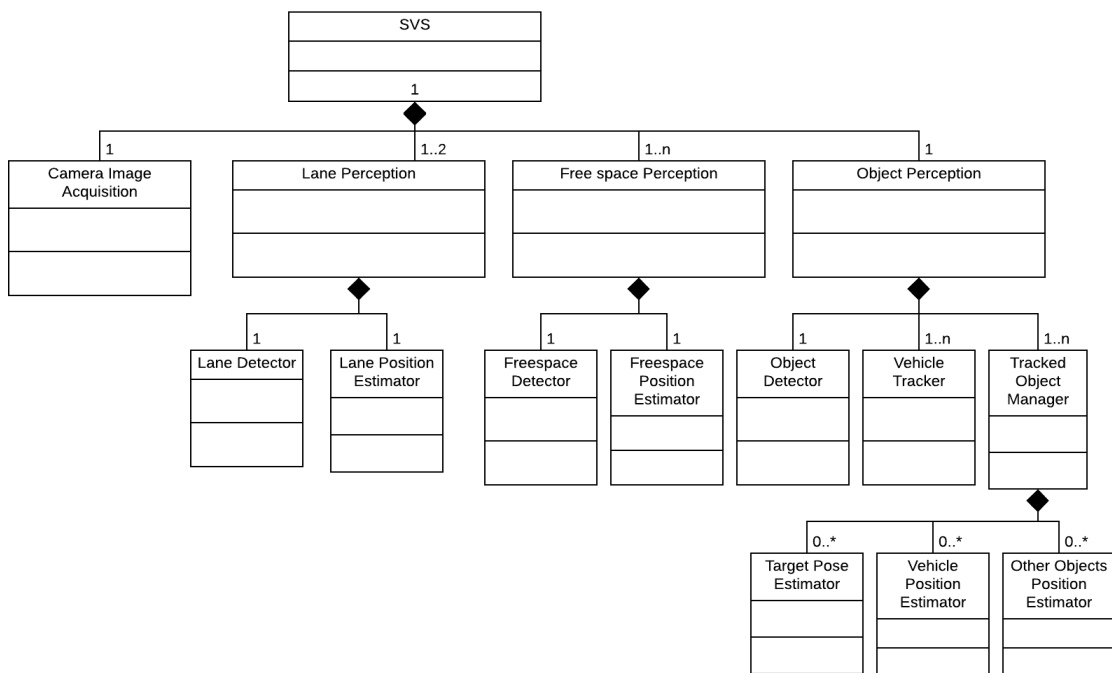 SVS
1
1
1..2
1..n
1
Camera Image
Acquisition
Lane Perception
Free space Perception
Object Perception
1
1
1
1
1
1..n
1..n
Lane Detector
Lane Position
Estimator
Freespace
Detector
Freespace
Position
Estimator
Object
Detector
Vehicle
Tracker
Tracked
Object
Manager
0..*
0..*
0..*
Target Pose
Estimator
Vehicle
Position
Estimator
Other Objects
Position
Estimator